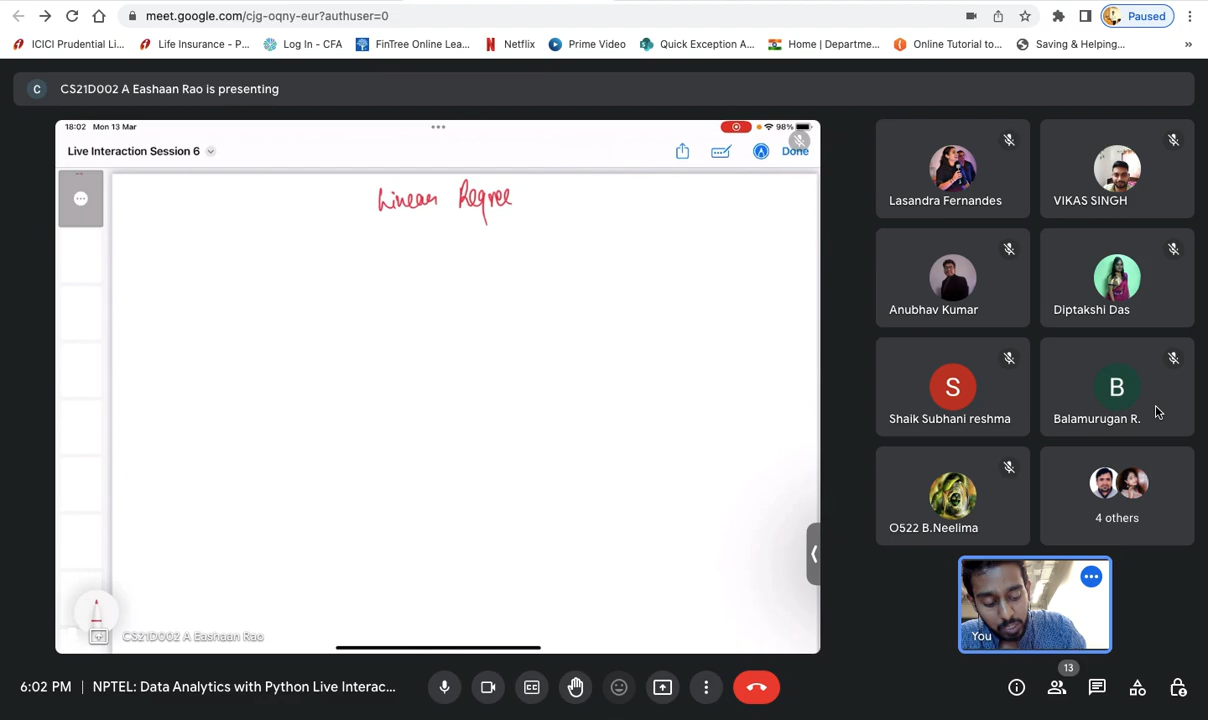 meet.google.com/cjg-oqny-eur?authuser=0
Paused
ICICI Prudential Li...
Life Insurance - P...
Log In - CFA
FinTree Online Lea...
Netflix
Prime Video
Quick Exception A...
Home | Departme...
Online Tutorial to...
Saving & Helping...
»
C CS21D002 A Eashaan Rao is presenting
18:02 Mon 13 Mar
98%
Live Interaction Session 6
Done
Linear Regree
CS21D002 A Eashaan Rao
Lasandra Fernandes
VIKAS SINGH
Anubhav Kumar
Diptakshi Das
S
Shaik Subhani reshma
B
Balamurugan R.
O522 B.Neelima
4 others
You
6:02 PM | NPTEL: Data Analytics with Python Live Interac...
13